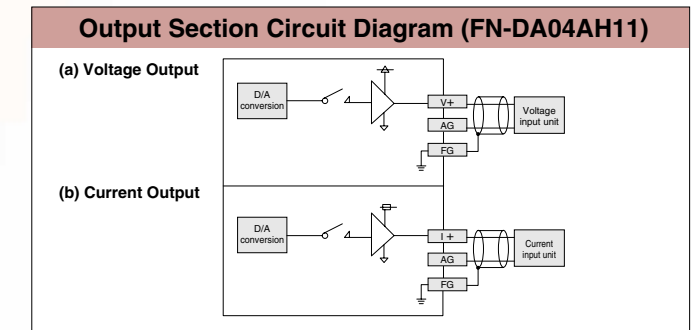 Output Section Circuit Diagram (FN-DA04AH11)
(a) Voltage Output
D/A
conversion
V+
AG
FG
Voltage
input unit
(b) Current Output
D/A
conversion
I +
AG
FG
Current
input unit